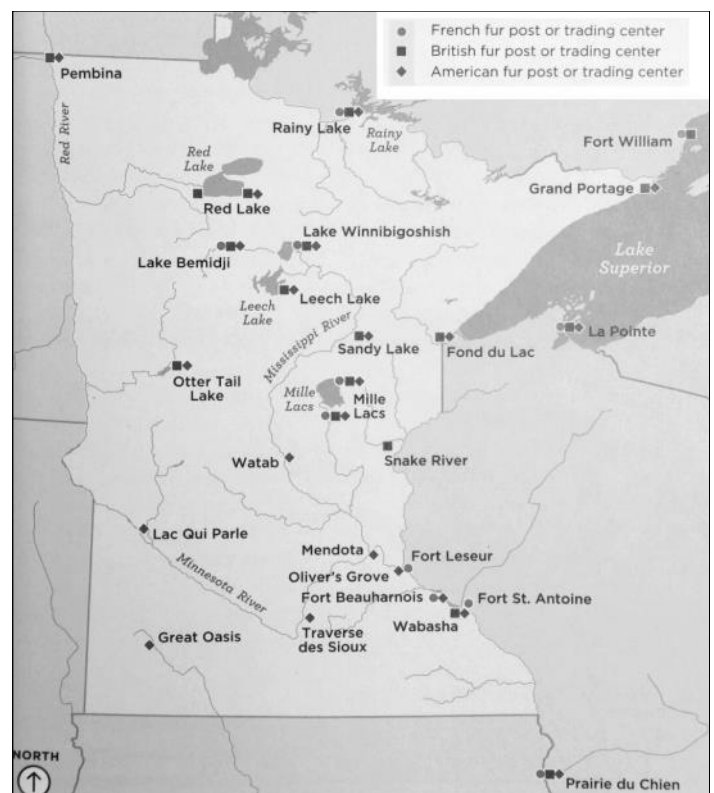 French fur post or trading center
British fur post or trading center
American fur post or trading center
Pembina
Red River
Rainy Lake
Rainy
Lake
Fort William
Red
Lake
Red Lake
Grand Portage
Lake Winnibigoshish
Lake Bemidji
Lake
Superior
Leech Lake
Leech
Lake
Mississippi River
Sandy Lake
Fond du Lac
La Pointe
Otter Tail
Lake
Mille
Lacs
Mille
Lacs
Watab
Snake River
Lac Qui Parle
Minnesota River
Mendota
Fort Leseur
Oliver's Grove
Fort Beauharnois
Fort St. Antoine
Wabasha
Great Oasis
Traverse
des Sioux
NORTH
Prairie du Chien